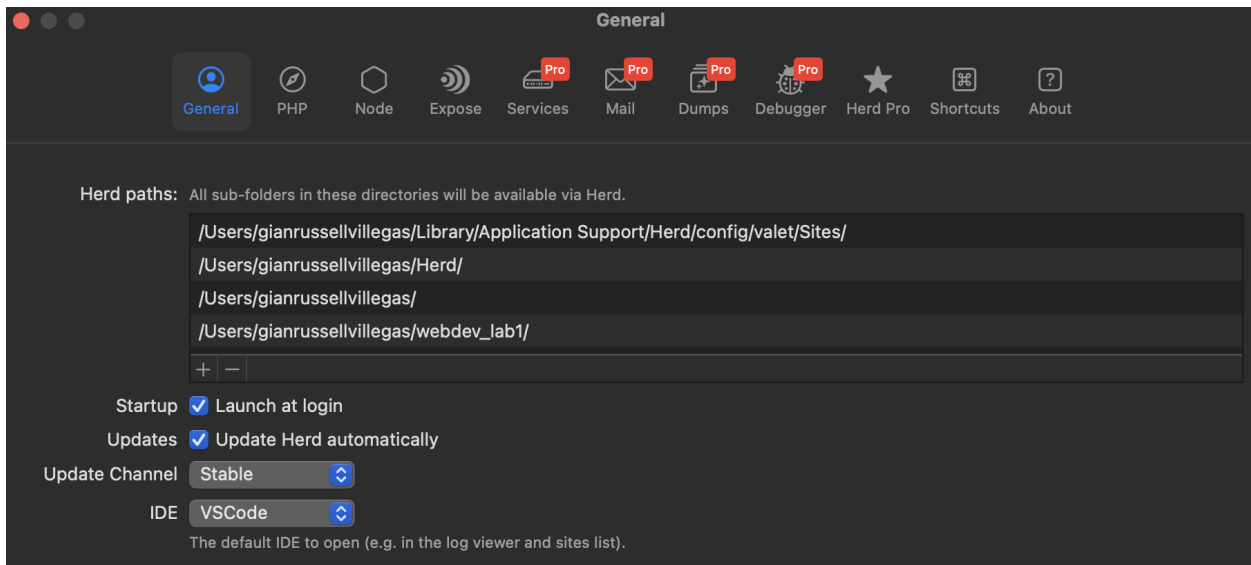 General
Pro Pro Pro Pro
General PHP Node Expose Services Mail Dumps Debugger Herd Pro Shortcuts About
Herd paths: All sub-folders in these directories will be available via Herd.
/Users/gianrussellvillegas/Library/Application Support/Herd/config/valet/Sites/
/Users/gianrussellvillegas/Herd/
/Users/gianrussellvillegas/
/Users/gianrussellvillegas/webdev_lab1/
+ −
Startup Launch at login
Updates Update Herd automatically
Update Channel Stable
IDE VSCode
The default IDE to open (e.g. in the log viewer and sites list).